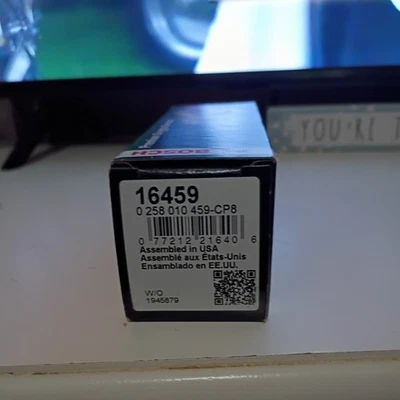 BOSCH
YOU'RE
16459
0 258 010 459-CP8
0 77212 21640 6
Assembled in USA
Assemblé aux États-Unis
Ensamblado en EE.UU.
W/O
1945879